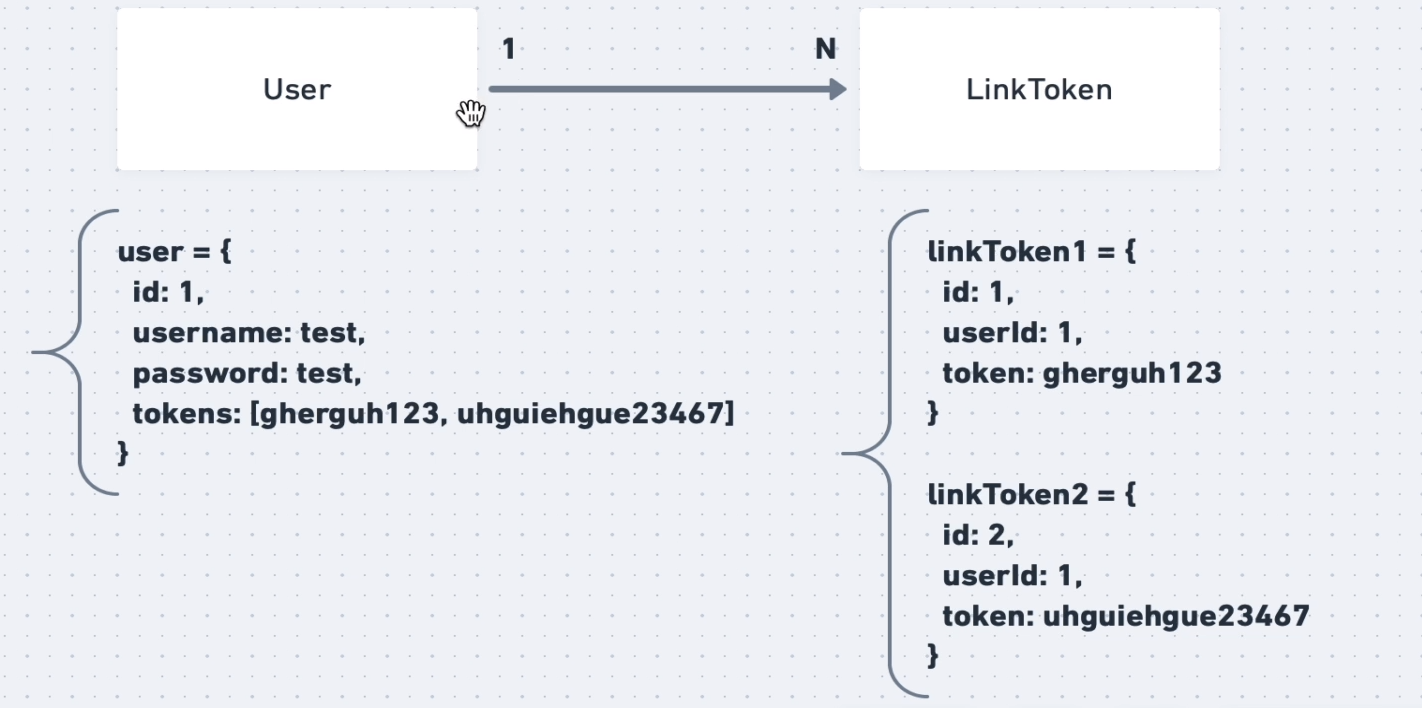 User
1
N
LinkToken
user = {
id: 1,
username: test,
password: test,
tokens: [gherguh123, uhguiehgue23467]
}
linkToken1 = {
id: 1,
userId: 1,
token: gherguh123
}
linkToken2 = {
id: 2,
userId: 1,
token: uhguiehgue23467
}